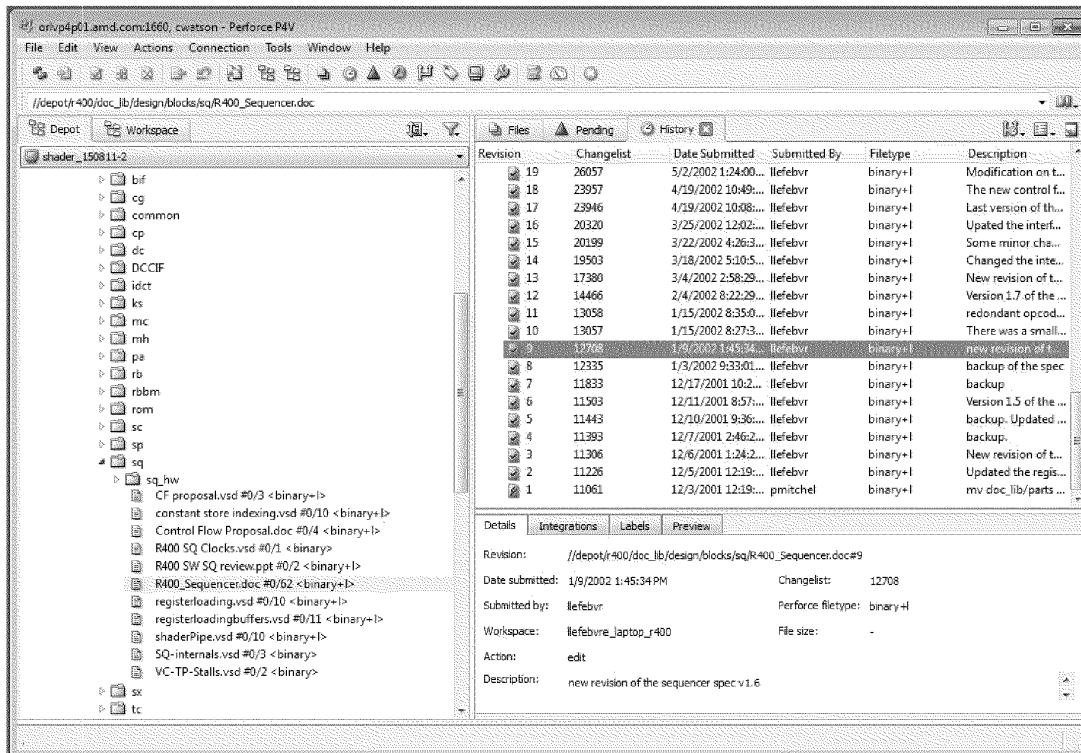 orivp4p01.amd.com:1660, cwatson - Perforce P4V
File Edit View Actions Connection Tools Window Help
//depot/r400/doc_lib/design/blocks/sq/R400_Sequencer.doc
Depot Workspace
shader_150811-2
bif
cg
common
cp
dc
DCCIF
idct
ks
mc
mh
pa
rb
rbbm
rom
sc
sp
sq
sq_hw
CF proposal.vsd #0/3 <binary+l>
constant store indexing.vsd #0/10 <binary+l>
Control Flow Proposal.doc #0/4 <binary+l>
R400 SQ Clocks.vsd #0/1 <binary>
R400 SW SQ review.ppt #0/2 <binary+l>
R400_Sequencer.doc #0/62 <binary+l>
registerloading.vsd #0/10 <binary+l>
registerloadingbuffers.vsd #0/11 <binary+l>
shaderPipe.vsd #0/10 <binary+l>
SQ-internals.vsd #0/3 <binary>
VC-TP-Stalls.vsd #0/2 <binary>
sx
tc
Files Pending History
Revision Changelist Date Submitted Submitted By Filetype Description
19 26057 5/2/2002 1:24:00... llefebvr binary+l Modification on t...
18 23957 4/19/2002 10:49:... llefebvr binary+l The new control f...
17 23946 4/19/2002 10:08:... llefebvr binary+l Last version of th...
16 20320 3/25/2002 12:02:... llefebvr binary+l Upated the interf...
15 20199 3/22/2002 4:26:3... llefebvr binary+l Some minor cha...
14 19503 3/18/2002 5:10:5... llefebvr binary+l Changed the inte...
13 17380 3/4/2002 2:58:29... llefebvr binary+l New revision of t...
12 14466 2/4/2002 8:22:29... llefebvr binary+l Version 1.7 of the ...
11 13058 1/15/2002 8:35:0... llefebvr binary+l redondant opcod...
10 13057 1/15/2002 8:27:3... llefebvr binary+l There was a small...
9 12708 1/9/2002 1:45:34... llefebvr binary+l new revision of t...
8 12335 1/3/2002 9:33:01... llefebvr binary+l backup of the spec
7 11833 12/17/2001 10:2... llefebvr binary+l backup
6 11503 12/11/2001 8:57:... llefebvr binary+l Version 1.5 of the ...
5 11443 12/10/2001 9:36:... llefebvr binary+l backup. Updated ...
4 11393 12/7/2001 2:46:2... llefebvr binary+l backup.
3 11306 12/6/2001 1:24:2... llefebvr binary+l New revision of t...
2 11226 12/5/2001 12:19:... llefebvr binary+l Updated the regis...
1 11061 12/3/2001 12:19:... pmitchel binary+l mv doc_lib/parts ...
Details Integrations Labels Preview
Revision: //depot/r400/doc_lib/design/blocks/sq/R400_Sequencer.doc#9
Date submitted: 1/9/2002 1:45:34 PM Changelist: 12708
Submitted by: llefebvr Perforce filetype: binary+l
Workspace: llefebvre_laptop_r400 File size: -
Action: edit
Description: new revision of the sequencer spec v1.6